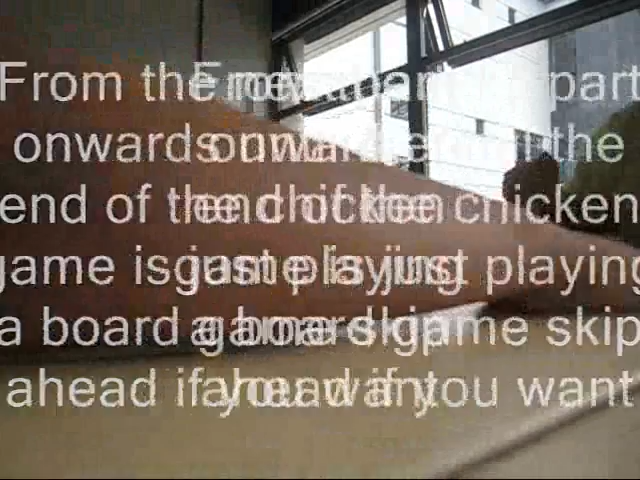 From the part
onwards the
end of the chicken
game is just playing
a board game skip
ahead if you want